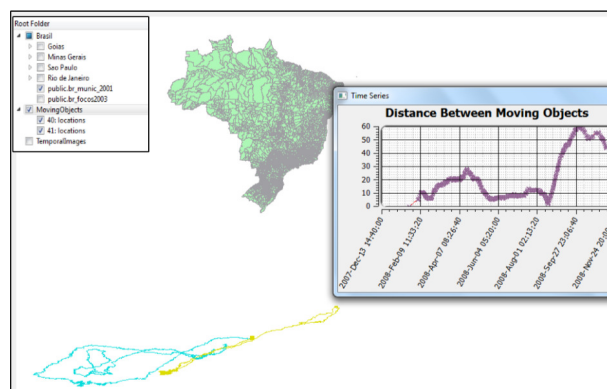 Root Folder
Brasil
Goias
Minas Gerais
Sao Paulo
Rio de Janeiro
public.br_munic_2001
public.br_focos2003
MovingObjects
40: locations
41: locations
TemporalImages
Time Series
Distance Between Moving Objects
60
50
40
30
20
10
0
2007-Dec-13 14:40:00
2008-Feb-09 11:33:20
2008-Apr-07 08:26:40
2008-Jun-04 05:20:00
2008-Aug-01 02:13:20
2008-Sep-27 23:06:40
2008-Nov-24 20:00